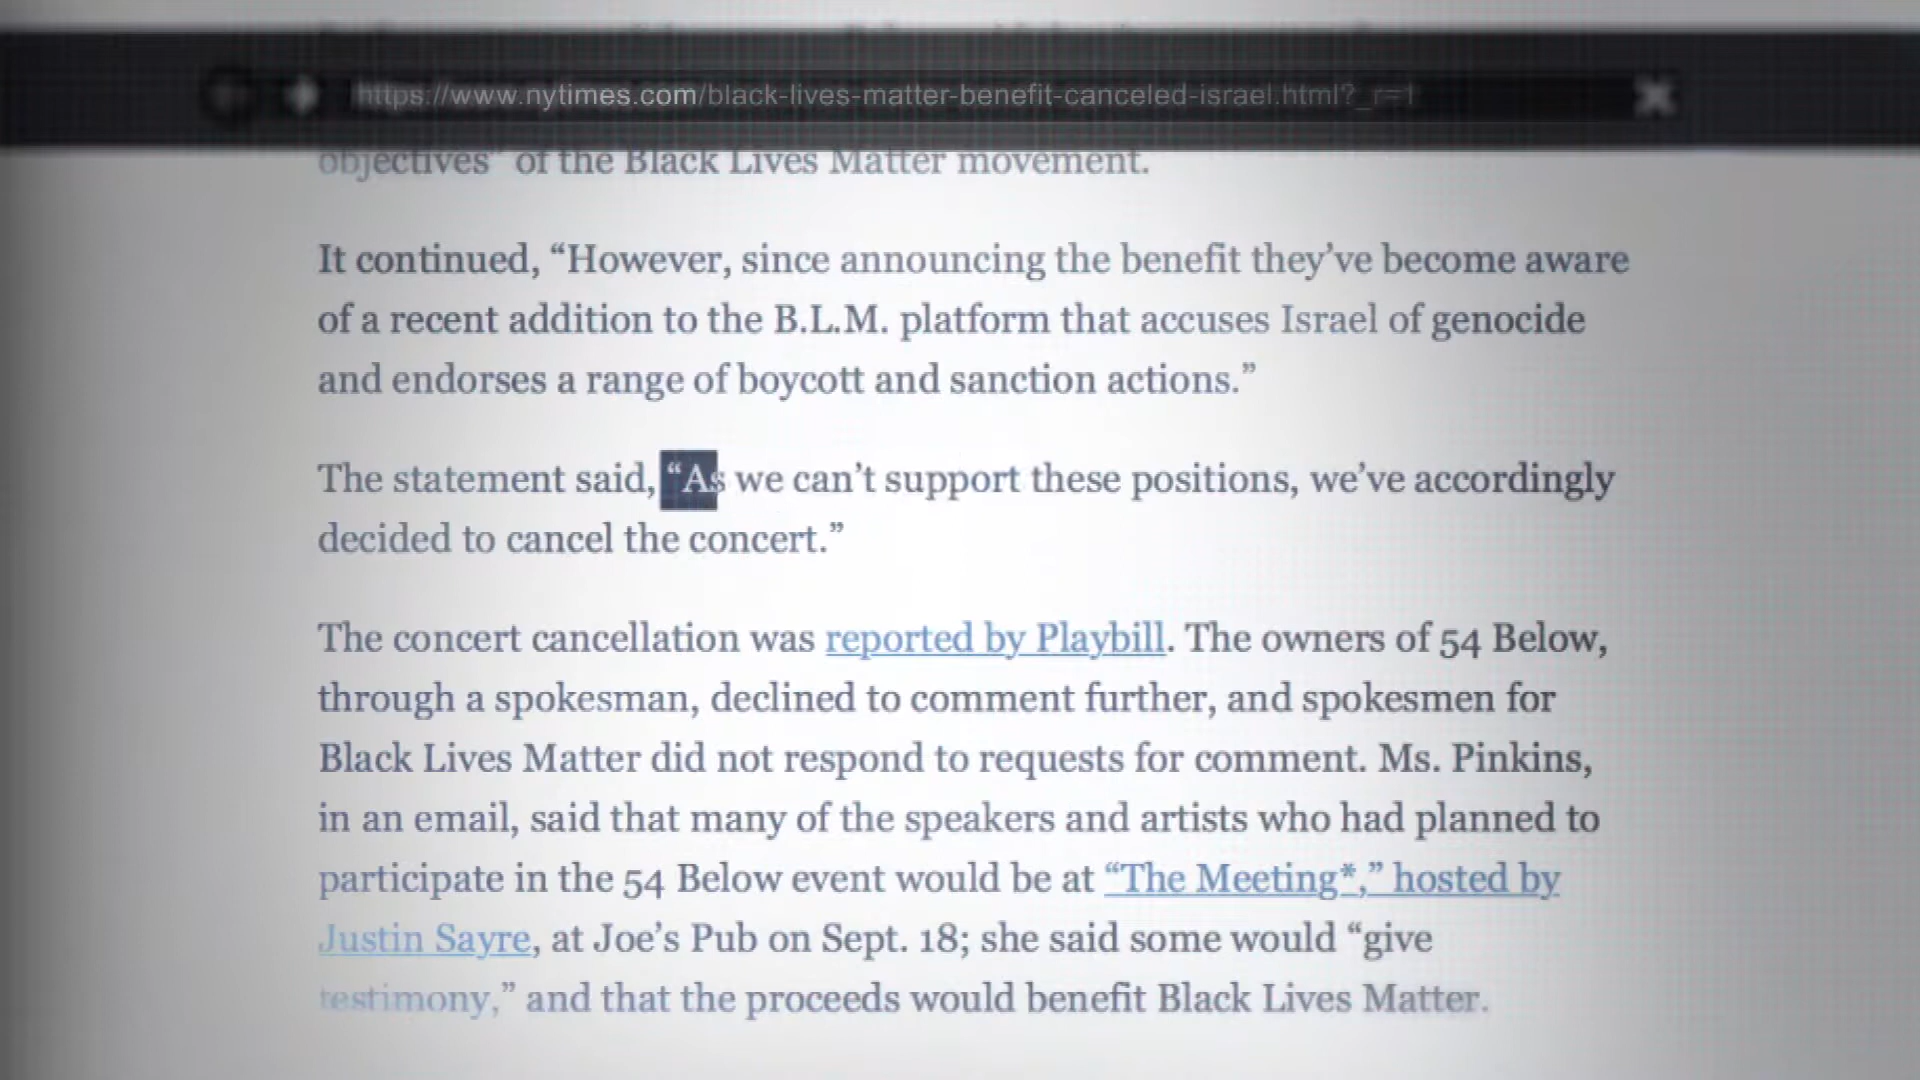 https://www.nytimes.com/black-lives-matter-benefit-canceled-israel.html?_r=1
objectives” of the Black Lives Matter movement.
It continued, “However, since announcing the benefit they’ve become aware
of a recent addition to the B.L.M. platform that accuses Israel of genocide
and endorses a range of boycott and sanction actions.”
The statement said, “As we can’t support these positions, we’ve accordingly
decided to cancel the concert.”
The concert cancellation was reported by Playbill. The owners of 54 Below,
through a spokesman, declined to comment further, and spokesmen for
Black Lives Matter did not respond to requests for comment. Ms. Pinkins,
in an email, said that many of the speakers and artists who had planned to
participate in the 54 Below event would be at “The Meeting*,” hosted by
Justin Sayre, at Joe’s Pub on Sept. 18; she said some would “give
testimony,” and that the proceeds would benefit Black Lives Matter.